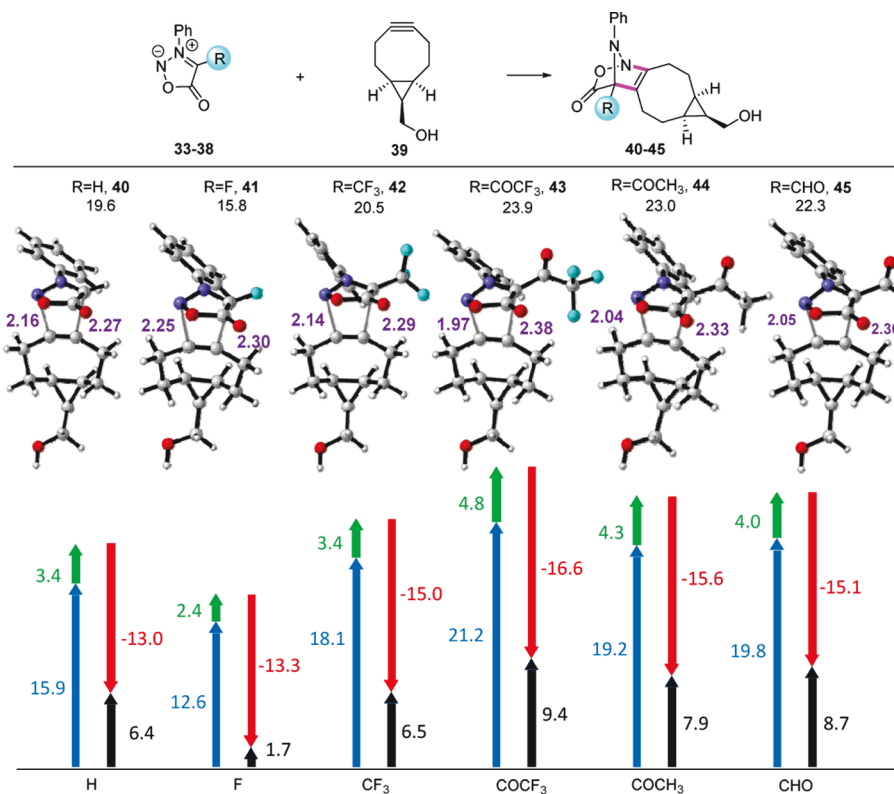 Ph
N
⊖
N
⊕
R
O
O
+
H
H
OH
Ph
N
O
N
O
R
H
H
OH
33-38
39
40-45
R=H, 40
R=F, 41
R=CF3, 42
R=COCF3, 43
R=COCH3, 44
R=CHO, 45
19.6
15.8
20.5
23.9
23.0
22.3
2.16
2.27
2.25
2.30
2.14
2.29
1.97
2.38
2.04
2.33
2.05
3.4
-13.0
15.9
6.4
2.4
-13.3
12.6
1.7
3.4
-15.0
18.1
6.5
4.8
-16.6
21.2
9.4
4.3
-15.6
19.2
7.9
4.0
-15.1
19.8
8.7
H
F
CF3
COCF3
COCH3
CHO